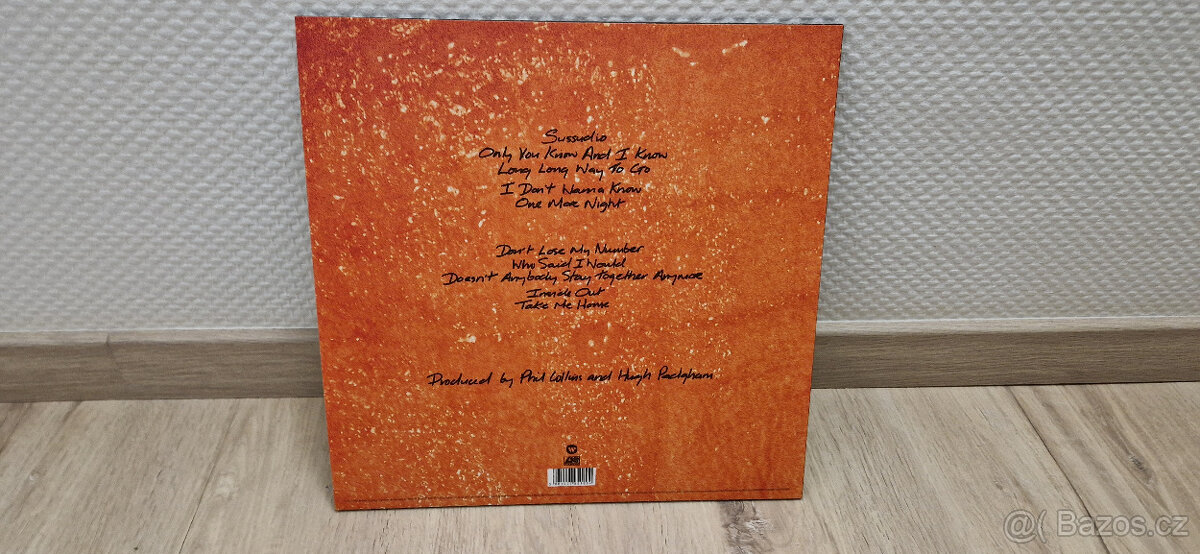 Sussudio
Only You Know And I Know
Long Long Way To Go
I Don't Wanna Know
One More Night
Don't Lose My Number
Who Said I Would
Doesn't Anybody Stay Together Anymore
Inside Out
Take Me Home
Produced by Phil Collins and Hugh Padgham
@( Bazos.cz